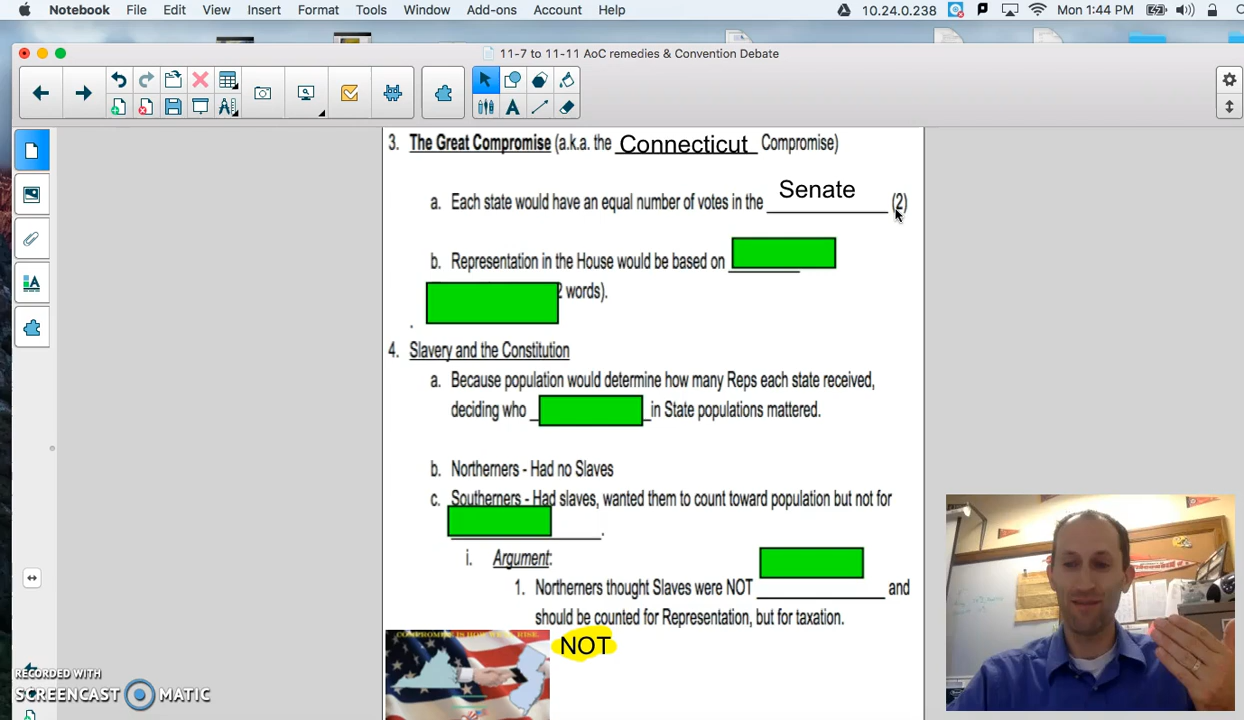 Notebook File Edit View Insert Format Tools Window Add-ons Account Help 10.24.0.238 Mon 1:44 PM
11-7 to 11-11 AoC remedies & Convention Debate
3. The Great Compromise (a.k.a. the Connecticut Compromise)
a. Each state would have an equal number of votes in the Senate (2)
b. Representation in the House would be based on
2 words).
.
4. Slavery and the Constitution
a. Because population would determine how many Reps each state received,
deciding who in State populations mattered.
b. Northerners - Had no Slaves
c. Southerners - Had slaves, wanted them to count toward population but not for
.
i. Argument:
1. Northerners thought Slaves were NOT and
should be counted for Representation, but for taxation.
NOT
COMPROMISE IS HOW WE RISE.
RECORDED WITH
SCREENCAST MATIC